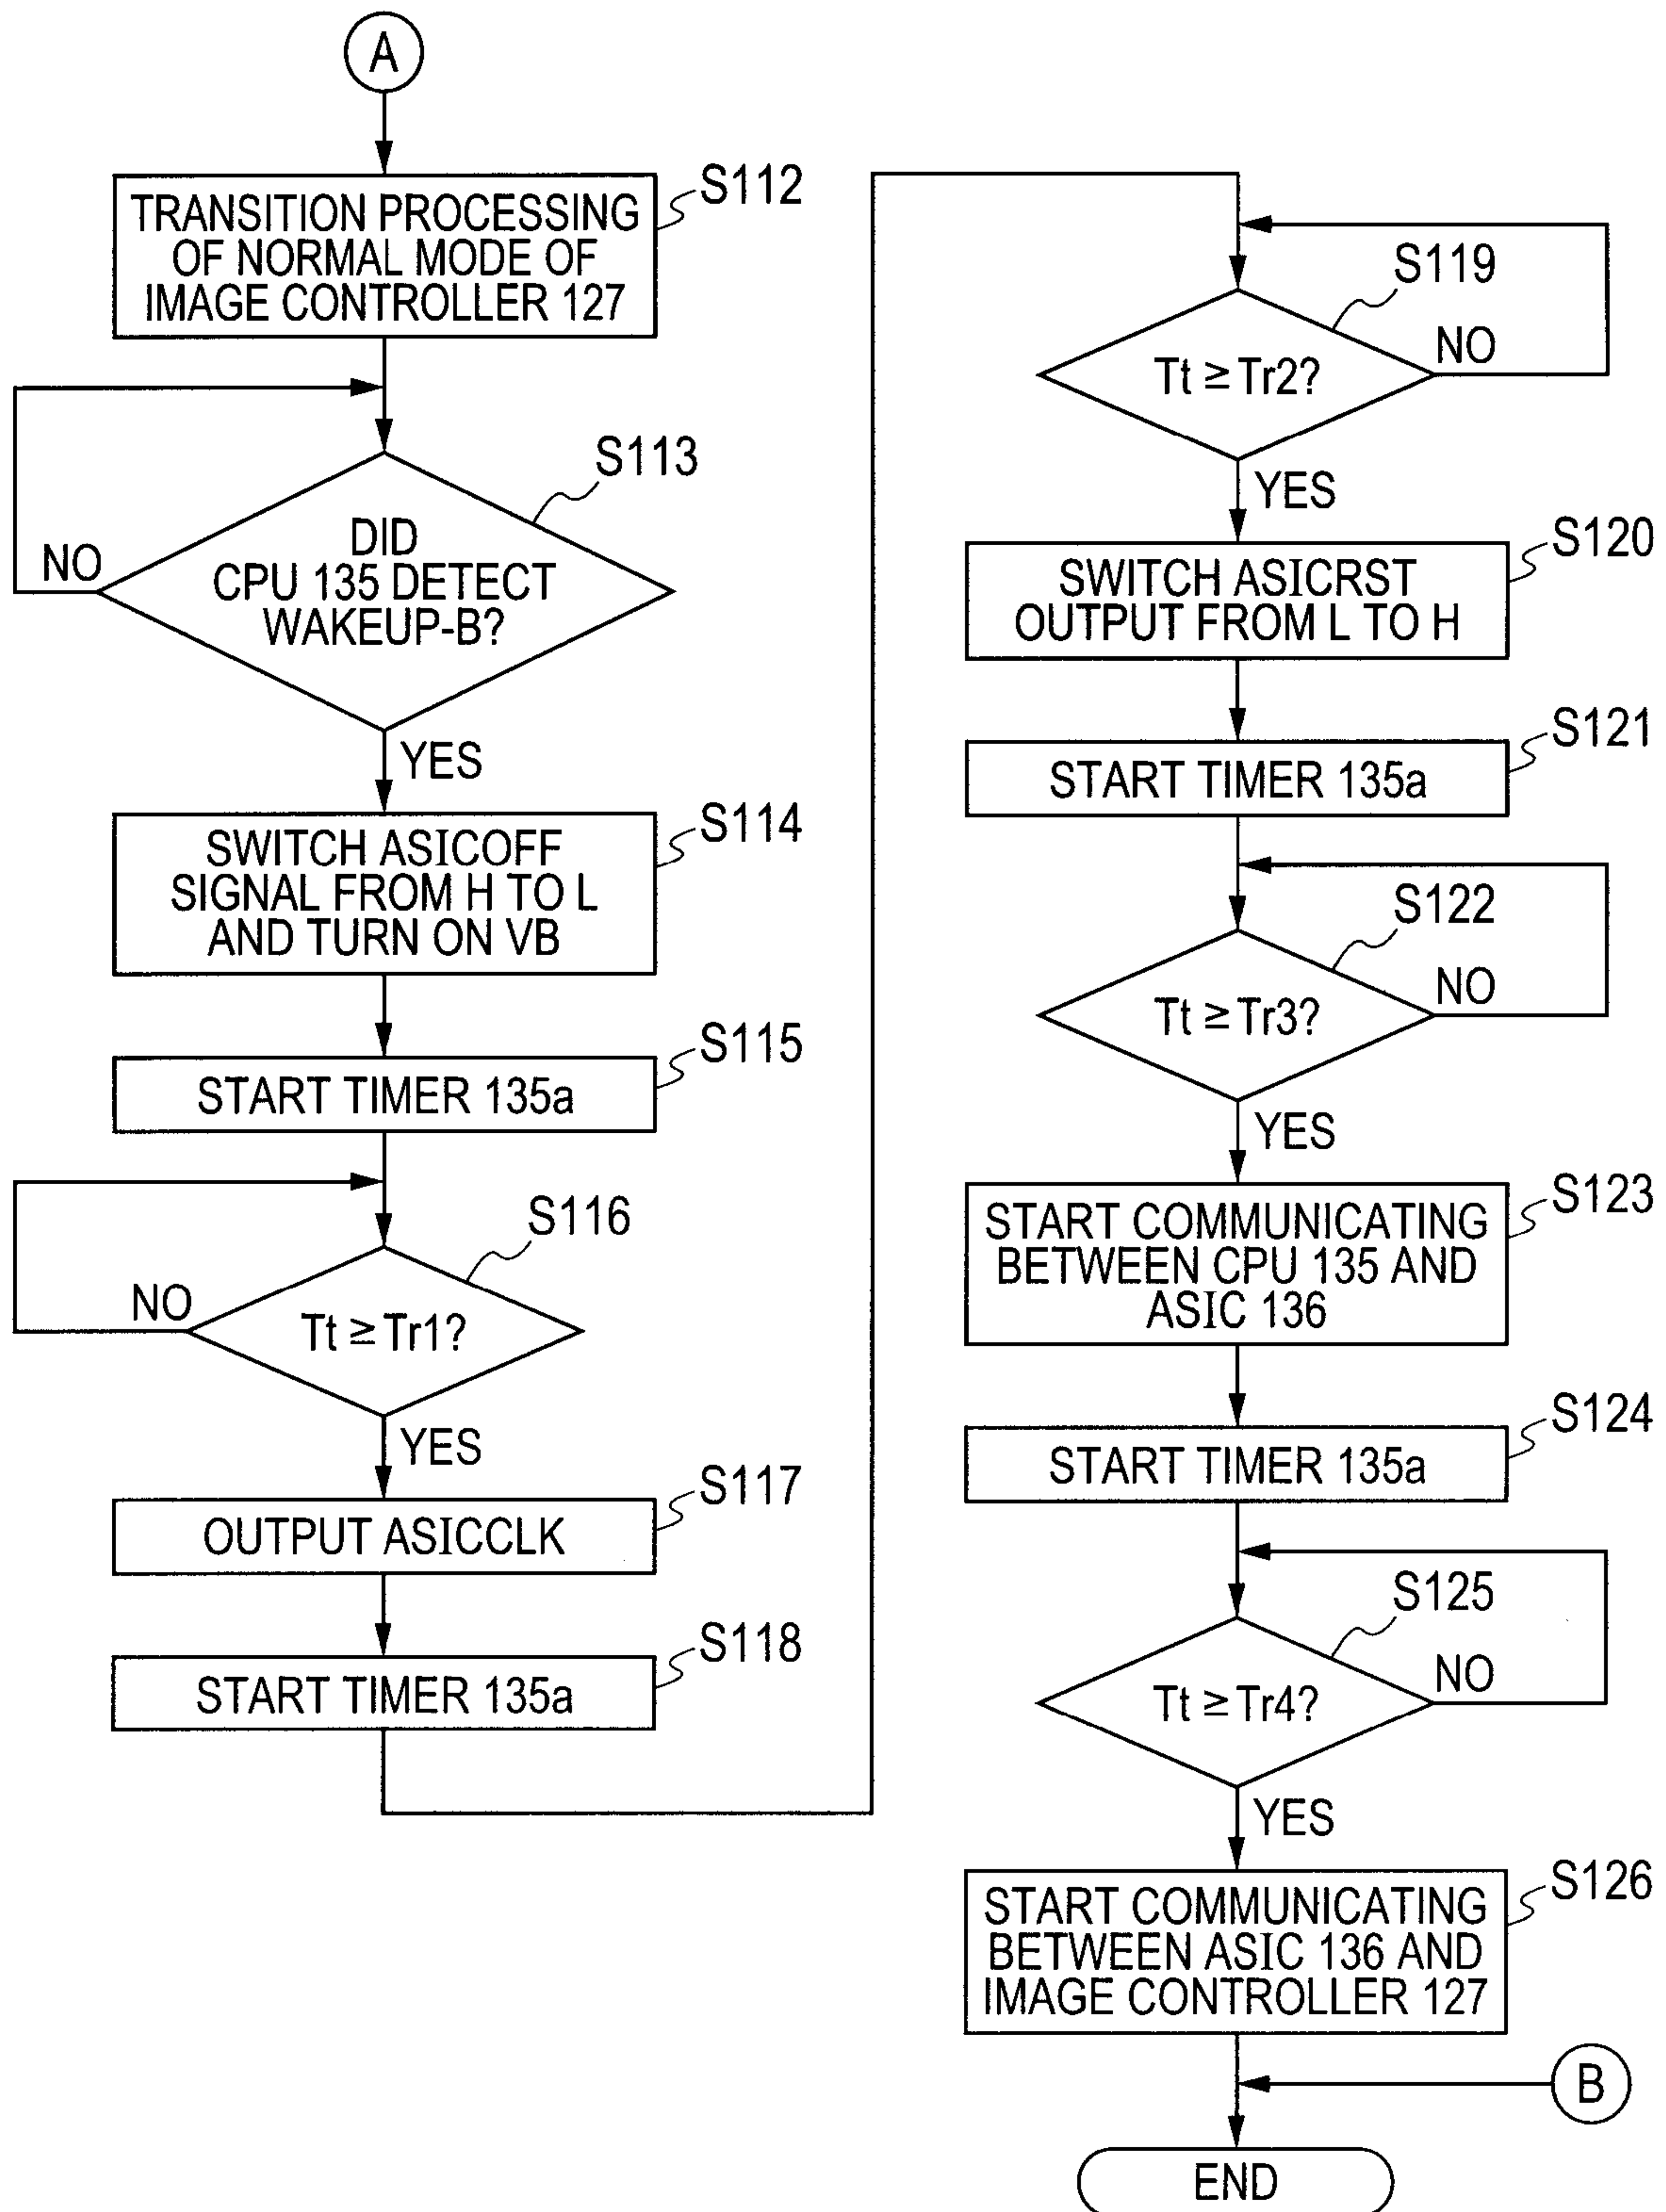 A
TRANSITION PROCESSING
OF NORMAL MODE OF
IMAGE CONTROLLER 127
S112
DID
CPU 135 DETECT
WAKEUP-B?
S113
NO
YES
SWITCH ASICOFF
SIGNAL FROM H TO L
AND TURN ON VB
S114
START TIMER 135a
S115
Tt ≧ Tr1?
S116
NO
YES
OUTPUT ASICCLK
S117
START TIMER 135a
S118
Tt ≧ Tr2?
S119
NO
YES
SWITCH ASICRST
OUTPUT FROM L TO H
S120
START TIMER 135a
S121
Tt ≧ Tr3?
S122
NO
YES
START COMMUNICATING
BETWEEN CPU 135 AND
ASIC 136
S123
START TIMER 135a
S124
Tt ≧ Tr4?
S125
NO
YES
START COMMUNICATING
BETWEEN ASIC 136 AND
IMAGE CONTROLLER 127
S126
B
END